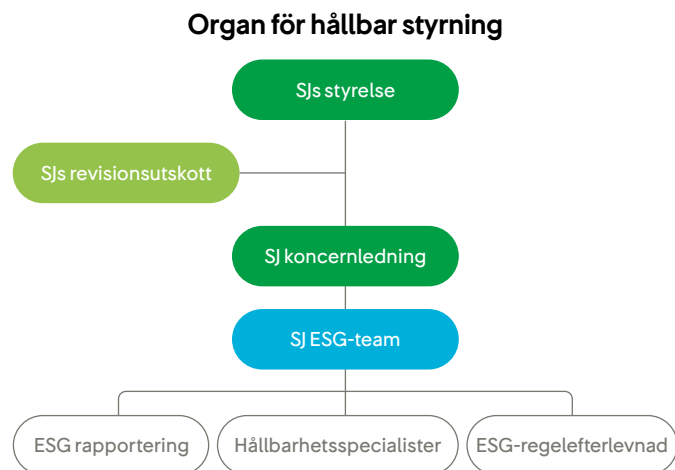 Organ för hållbar styrning
SJs styrelse
SJs revisionsutskott
SJ koncernledning
SJ ESG-team
ESG rapportering
Hållbarhetsspecialister
ESG-regelefterlevnad